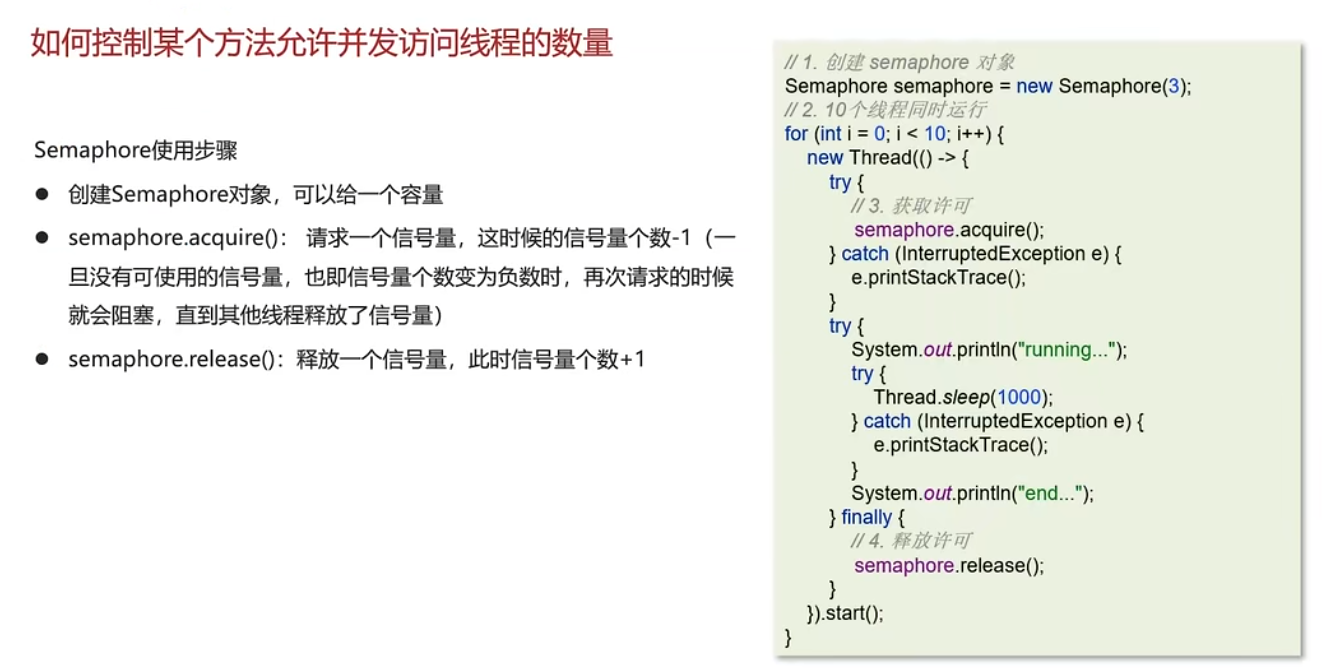 如何控制某个方法允许并发访问线程的数量
Semaphore使用步骤
● 创建Semaphore对象，可以给一个容量
● semaphore.acquire()： 请求一个信号量，这时候的信号量个数-1（一
旦没有可使用的信号量，也即信号量个数变为负数时，再次请求的时候
就会阻塞，直到其他线程释放了信号量）
● semaphore.release()：释放一个信号量，此时信号量个数+1
// 1. 创建 semaphore 对象
Semaphore semaphore = new Semaphore(3);
// 2. 10个线程同时运行
for (int i = 0; i < 10; i++) {
new Thread(() -> {
try {
// 3. 获取许可
semaphore.acquire();
} catch (InterruptedException e) {
e.printStackTrace();
}
try {
System.out.println("running...");
try {
Thread.sleep(1000);
} catch (InterruptedException e) {
e.printStackTrace();
}
System.out.println("end...");
} finally {
// 4. 释放许可
semaphore.release();
}
}).start();
}